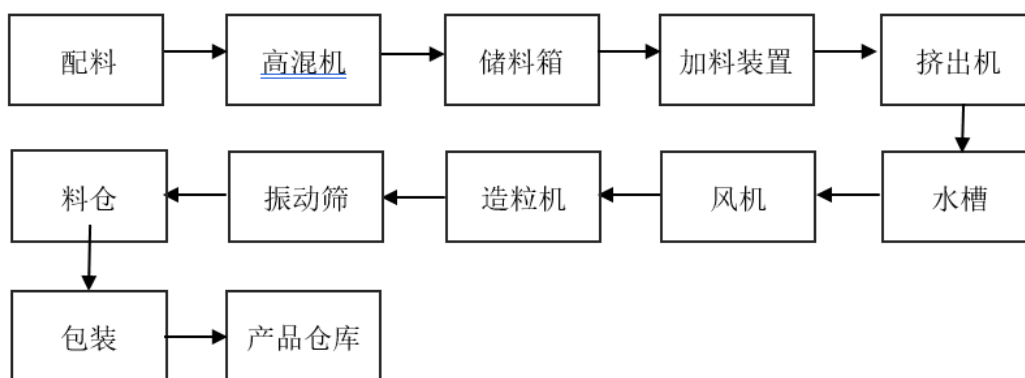 配料 高混机 储料箱 加料装置 挤出机
料仓 振动筛 造粒机 风机 水槽
包装 产品仓库